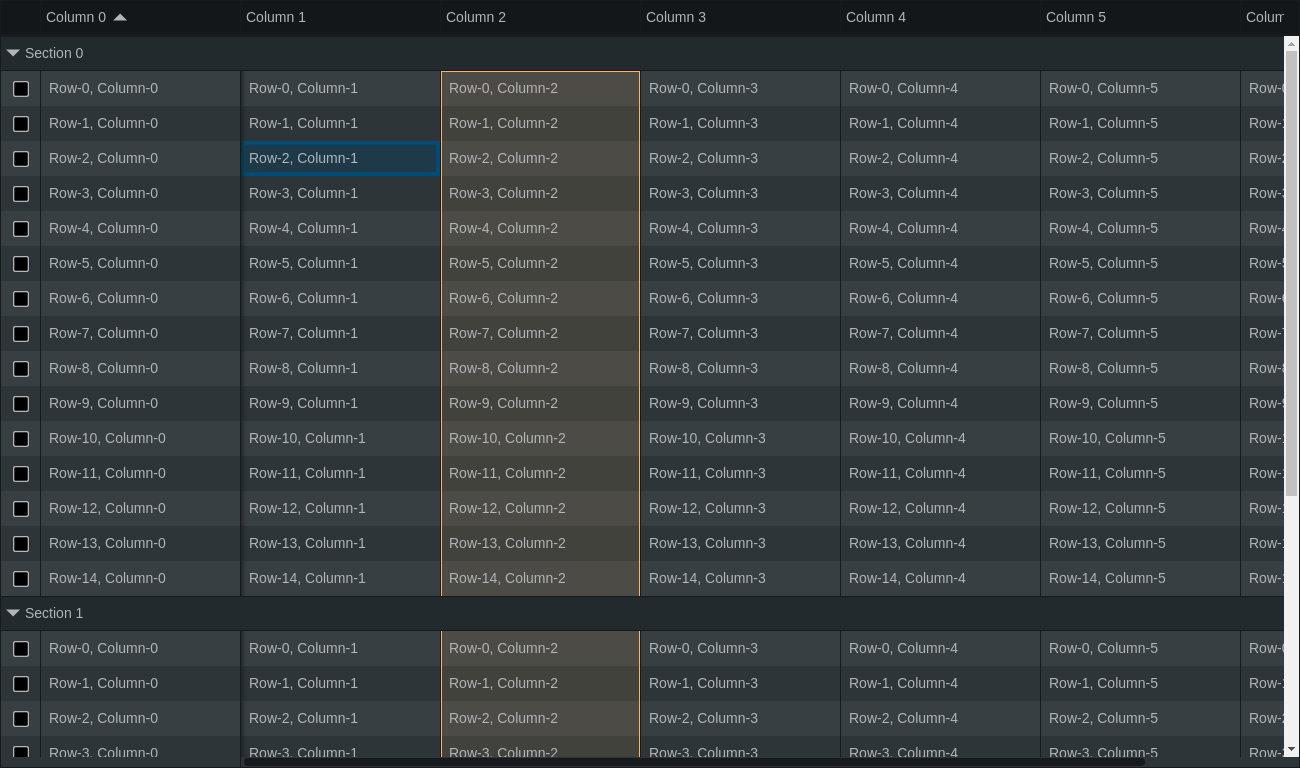 Column 0 Column 1 Column 2 Column 3 Column 4 Column 5 Colum
Section 0
Row-0, Column-0 Row-0, Column-1 Row-0, Column-2 Row-0, Column-3 Row-0, Column-4 Row-0, Column-5 Row-0
Row-1, Column-0 Row-1, Column-1 Row-1, Column-2 Row-1, Column-3 Row-1, Column-4 Row-1, Column-5 Row-1
Row-2, Column-0 Row-2, Column-1 Row-2, Column-2 Row-2, Column-3 Row-2, Column-4 Row-2, Column-5 Row-2
Row-3, Column-0 Row-3, Column-1 Row-3, Column-2 Row-3, Column-3 Row-3, Column-4 Row-3, Column-5 Row-3
Row-4, Column-0 Row-4, Column-1 Row-4, Column-2 Row-4, Column-3 Row-4, Column-4 Row-4, Column-5 Row-4
Row-5, Column-0 Row-5, Column-1 Row-5, Column-2 Row-5, Column-3 Row-5, Column-4 Row-5, Column-5 Row-5
Row-6, Column-0 Row-6, Column-1 Row-6, Column-2 Row-6, Column-3 Row-6, Column-4 Row-6, Column-5 Row-6
Row-7, Column-0 Row-7, Column-1 Row-7, Column-2 Row-7, Column-3 Row-7, Column-4 Row-7, Column-5 Row-7
Row-8, Column-0 Row-8, Column-1 Row-8, Column-2 Row-8, Column-3 Row-8, Column-4 Row-8, Column-5 Row-8
Row-9, Column-0 Row-9, Column-1 Row-9, Column-2 Row-9, Column-3 Row-9, Column-4 Row-9, Column-5 Row-9
Row-10, Column-0 Row-10, Column-1 Row-10, Column-2 Row-10, Column-3 Row-10, Column-4 Row-10, Column-5 Row-1
Row-11, Column-0 Row-11, Column-1 Row-11, Column-2 Row-11, Column-3 Row-11, Column-4 Row-11, Column-5 Row-1
Row-12, Column-0 Row-12, Column-1 Row-12, Column-2 Row-12, Column-3 Row-12, Column-4 Row-12, Column-5 Row-1
Row-13, Column-0 Row-13, Column-1 Row-13, Column-2 Row-13, Column-3 Row-13, Column-4 Row-13, Column-5 Row-1
Row-14, Column-0 Row-14, Column-1 Row-14, Column-2 Row-14, Column-3 Row-14, Column-4 Row-14, Column-5 Row-1
Section 1
Row-0, Column-0 Row-0, Column-1 Row-0, Column-2 Row-0, Column-3 Row-0, Column-4 Row-0, Column-5 Row-0
Row-1, Column-0 Row-1, Column-1 Row-1, Column-2 Row-1, Column-3 Row-1, Column-4 Row-1, Column-5 Row-1
Row-2, Column-0 Row-2, Column-1 Row-2, Column-2 Row-2, Column-3 Row-2, Column-4 Row-2, Column-5 Row-2
Row-3, Column-0 Row-3, Column-1 Row-3, Column-2 Row-3, Column-3 Row-3, Column-4 Row-3, Column-5 Row-3